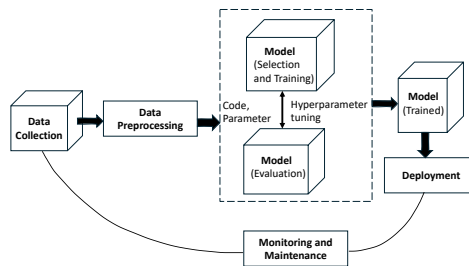 Model
(Selection
and Training)
Data
Collection
Data
Preprocessing
Code,
Parameter
Hyperparameter
tuning
Model
(Evaluation)
Model
(Trained)
Deployment
Monitoring and
Maintenance